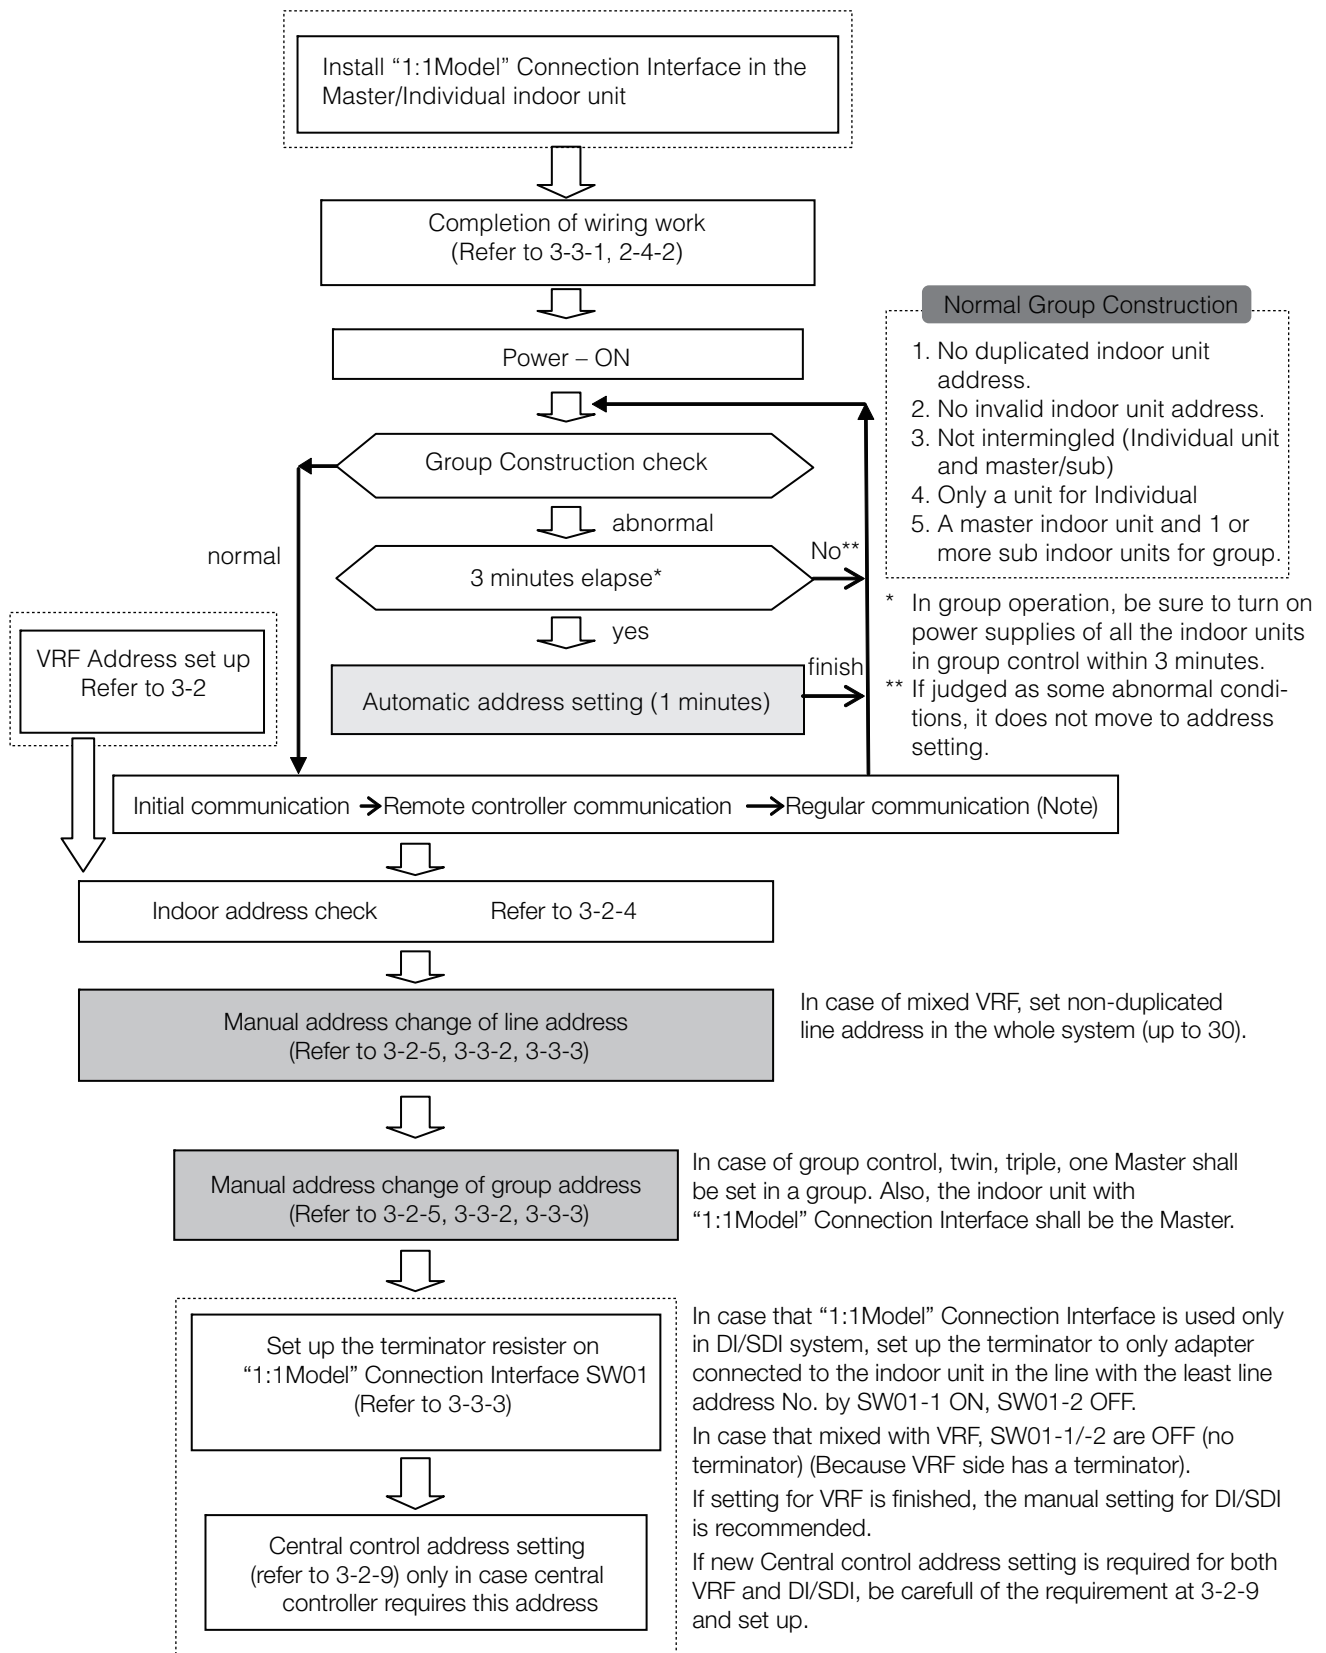 Install “1:1Model” Connection Interface in the
Master/Individual indoor unit
Completion of wiring work
(Refer to 3-3-1, 2-4-2)
Power – ON
Normal Group Construction
1. No duplicated indoor unit
address.
2. No invalid indoor unit address.
3. Not intermingled (Individual unit
and master/sub)
4. Only a unit for Individual
5. A master indoor unit and 1 or
more sub indoor units for group.
Group Construction check
abnormal
normal
No**
3 minutes elapse*
yes
finish
Automatic address setting (1 minutes)
* In group operation, be sure to turn on
power supplies of all the indoor units
in group control within 3 minutes.
** If judged as some abnormal condi-
tions, it does not move to address
setting.
VRF Address set up
Refer to 3-2
Initial communication Remote controller communication Regular communication (Note)
Indoor address check Refer to 3-2-4
Manual address change of line address
(Refer to 3-2-5, 3-3-2, 3-3-3)
In case of mixed VRF, set non-duplicated
line address in the whole system (up to 30).
Manual address change of group address
(Refer to 3-2-5, 3-3-2, 3-3-3)
In case of group control, twin, triple, one Master shall
be set in a group. Also, the indoor unit with
“1:1Model” Connection Interface shall be the Master.
Set up the terminator resister on
“1:1Model” Connection Interface SW01
(Refer to 3-3-3)
In case that “1:1Model” Connection Interface is used only
in DI/SDI system, set up the terminator to only adapter
connected to the indoor unit in the line with the least line
address No. by SW01-1 ON, SW01-2 OFF.
In case that mixed with VRF, SW01-1/-2 are OFF (no
terminator) (Because VRF side has a terminator).
If setting for VRF is finished, the manual setting for DI/SDI
is recommended.
If new Central control address setting is required for both
VRF and DI/SDI, be carefull of the requirement at 3-2-9
and set up.
Central control address setting
(refer to 3-2-9) only in case central
controller requires this address